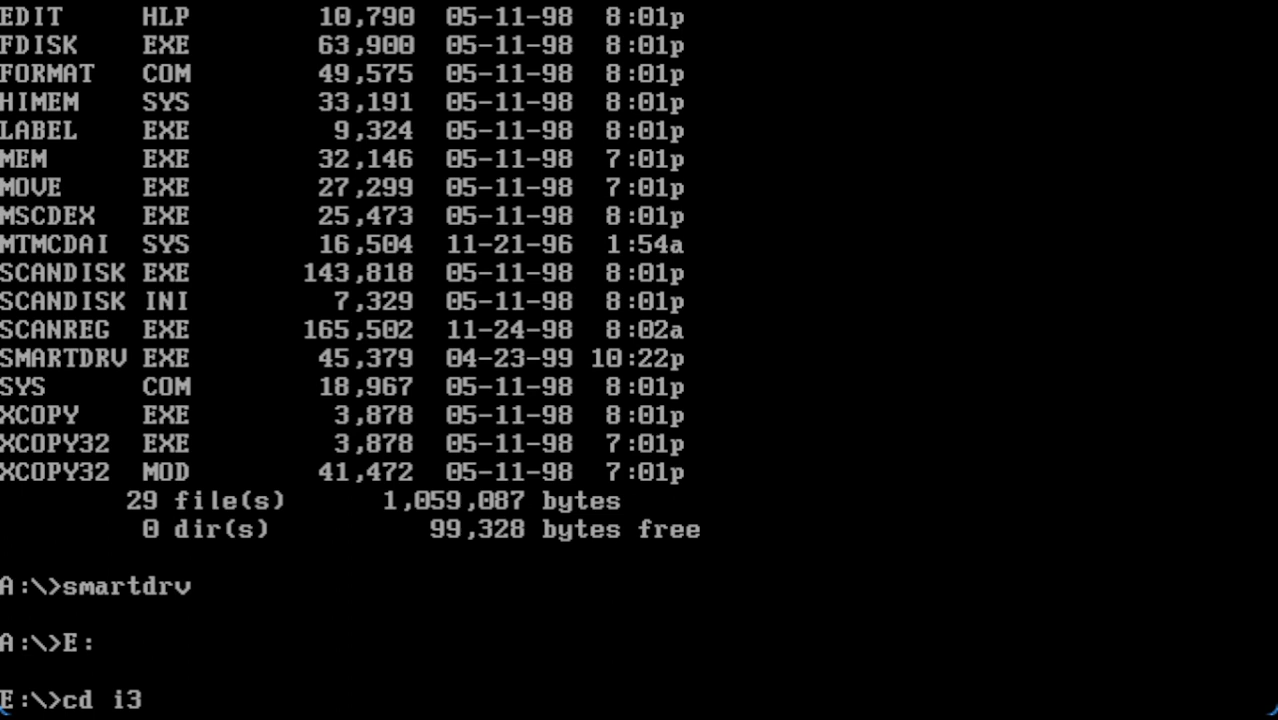 EDIT     HLP        10,790  05-11-98  8:01p
FDISK    EXE        63,900  05-11-98  8:01p
FORMAT   COM        49,575  05-11-98  8:01p
HIMEM    SYS        33,191  05-11-98  8:01p
LABEL    EXE         9,324  05-11-98  8:01p
MEM      EXE        32,146  05-11-98  7:01p
MOVE     EXE        27,299  05-11-98  7:01p
MSCDEX   EXE        25,473  05-11-98  8:01p
MTMCDAI  SYS        16,504  11-21-96  1:54a
SCANDISK EXE       143,818  05-11-98  8:01p
SCANDISK INI         7,329  05-11-98  8:01p
SCANREG  EXE       165,502  11-24-98  8:02a
SMARTDRV EXE        45,379  04-23-99 10:22p
SYS      COM        18,967  05-11-98  8:01p
XCOPY    EXE         3,878  05-11-98  8:01p
XCOPY32  EXE         3,878  05-11-98  7:01p
XCOPY32  MOD        41,472  05-11-98  7:01p
        29 file(s)      1,059,087 bytes
         0 dir(s)          99,328 bytes free
A:\>smartdrv
A:\>E:
E:\>cd i3